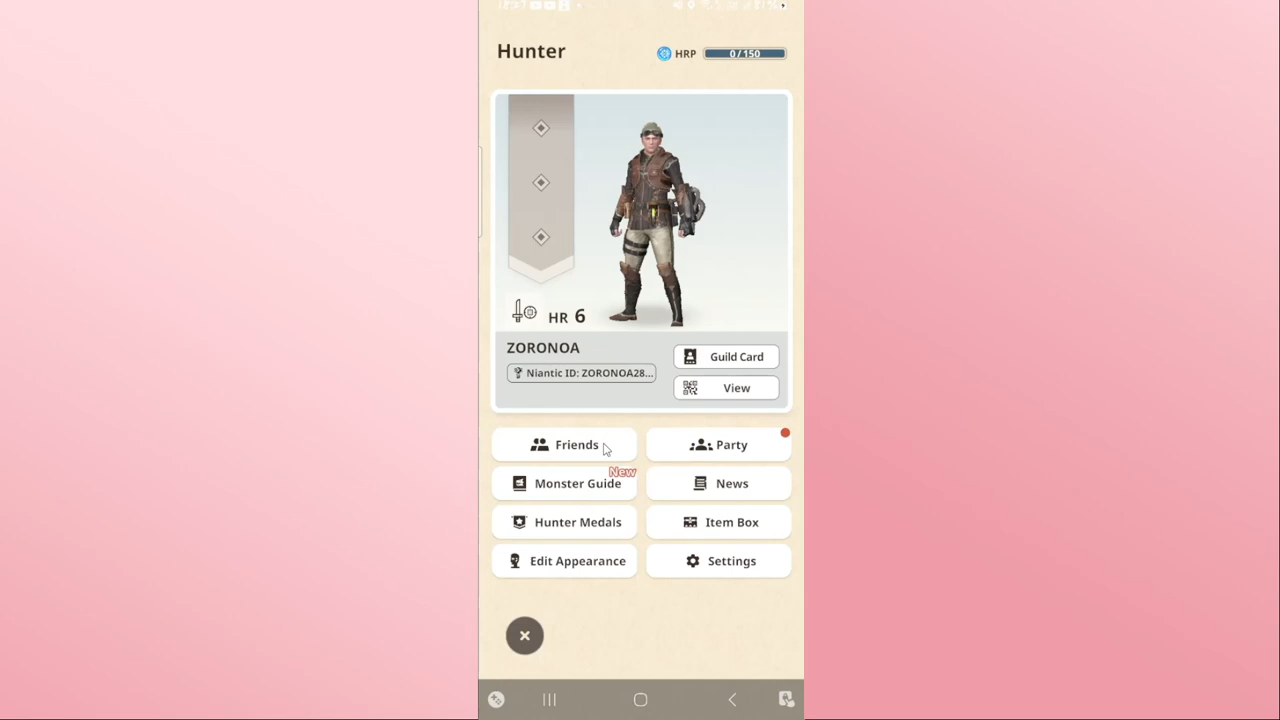 Hunter
HRP 0/150
HR 6
ZORONOA
Niantic ID: ZORONOA28...
Guild Card
View
Friends
Party
New
Monster Guide
News
Hunter Medals
Item Box
Edit Appearance
Settings